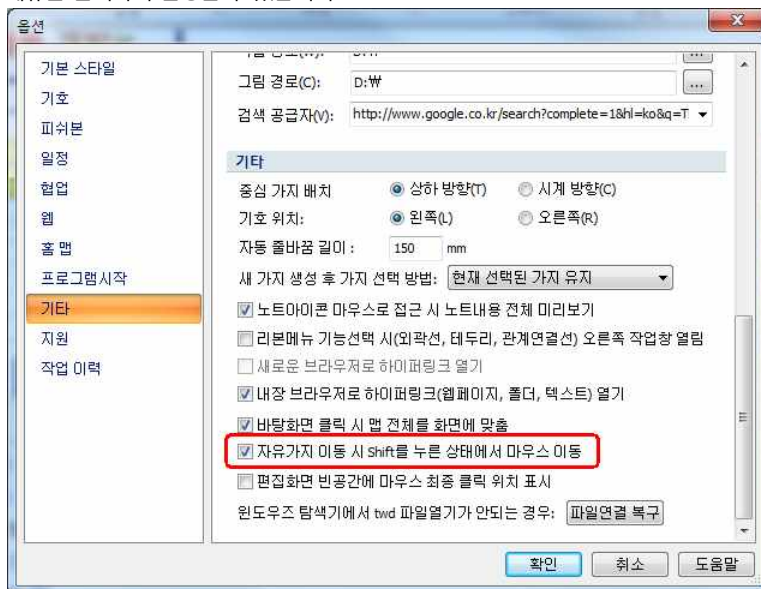 옵션
기본 스타일
기호
피쉬본
일정
협업
웹
홈 맵
프로그램시작
기타
지원
작업 이력
그림 경로(C): D:₩ ...
검색 공급자(V): http://www.google.co.kr/search?complete=1&hl=ko&q=T
기타
중심 가지 배치 상하 방향(T) 시계 방향(C)
기호 위치: 왼쪽(L) 오른쪽(R)
자동 줄바꿈 길이 : 150 mm
새 가지 생성 후 가지 선택 방법: 현재 선택된 가지 유지
노트아이콘 마우스로 접근 시 노트내용 전체 미리보기
리본메뉴 기능선택 시(외곽선, 테두리, 관계연결선) 오른쪽 작업창 열림
새로운 브라우저로 하이퍼링크 열기
내장 브라우저로 하이퍼링크(웹페이지, 폴더, 텍스트) 열기
바탕화면 클릭 시 맵 전체를 화면에 맞춤
자유가지 이동 시 Shift를 누른 상태에서 마우스 이동
편집화면 빈공간에 마우스 최종 클릭 위치 표시
윈도우즈 탐색기에서 twd 파일열기가 안되는 경우: 파일연결 복구
확인 취소 도움말